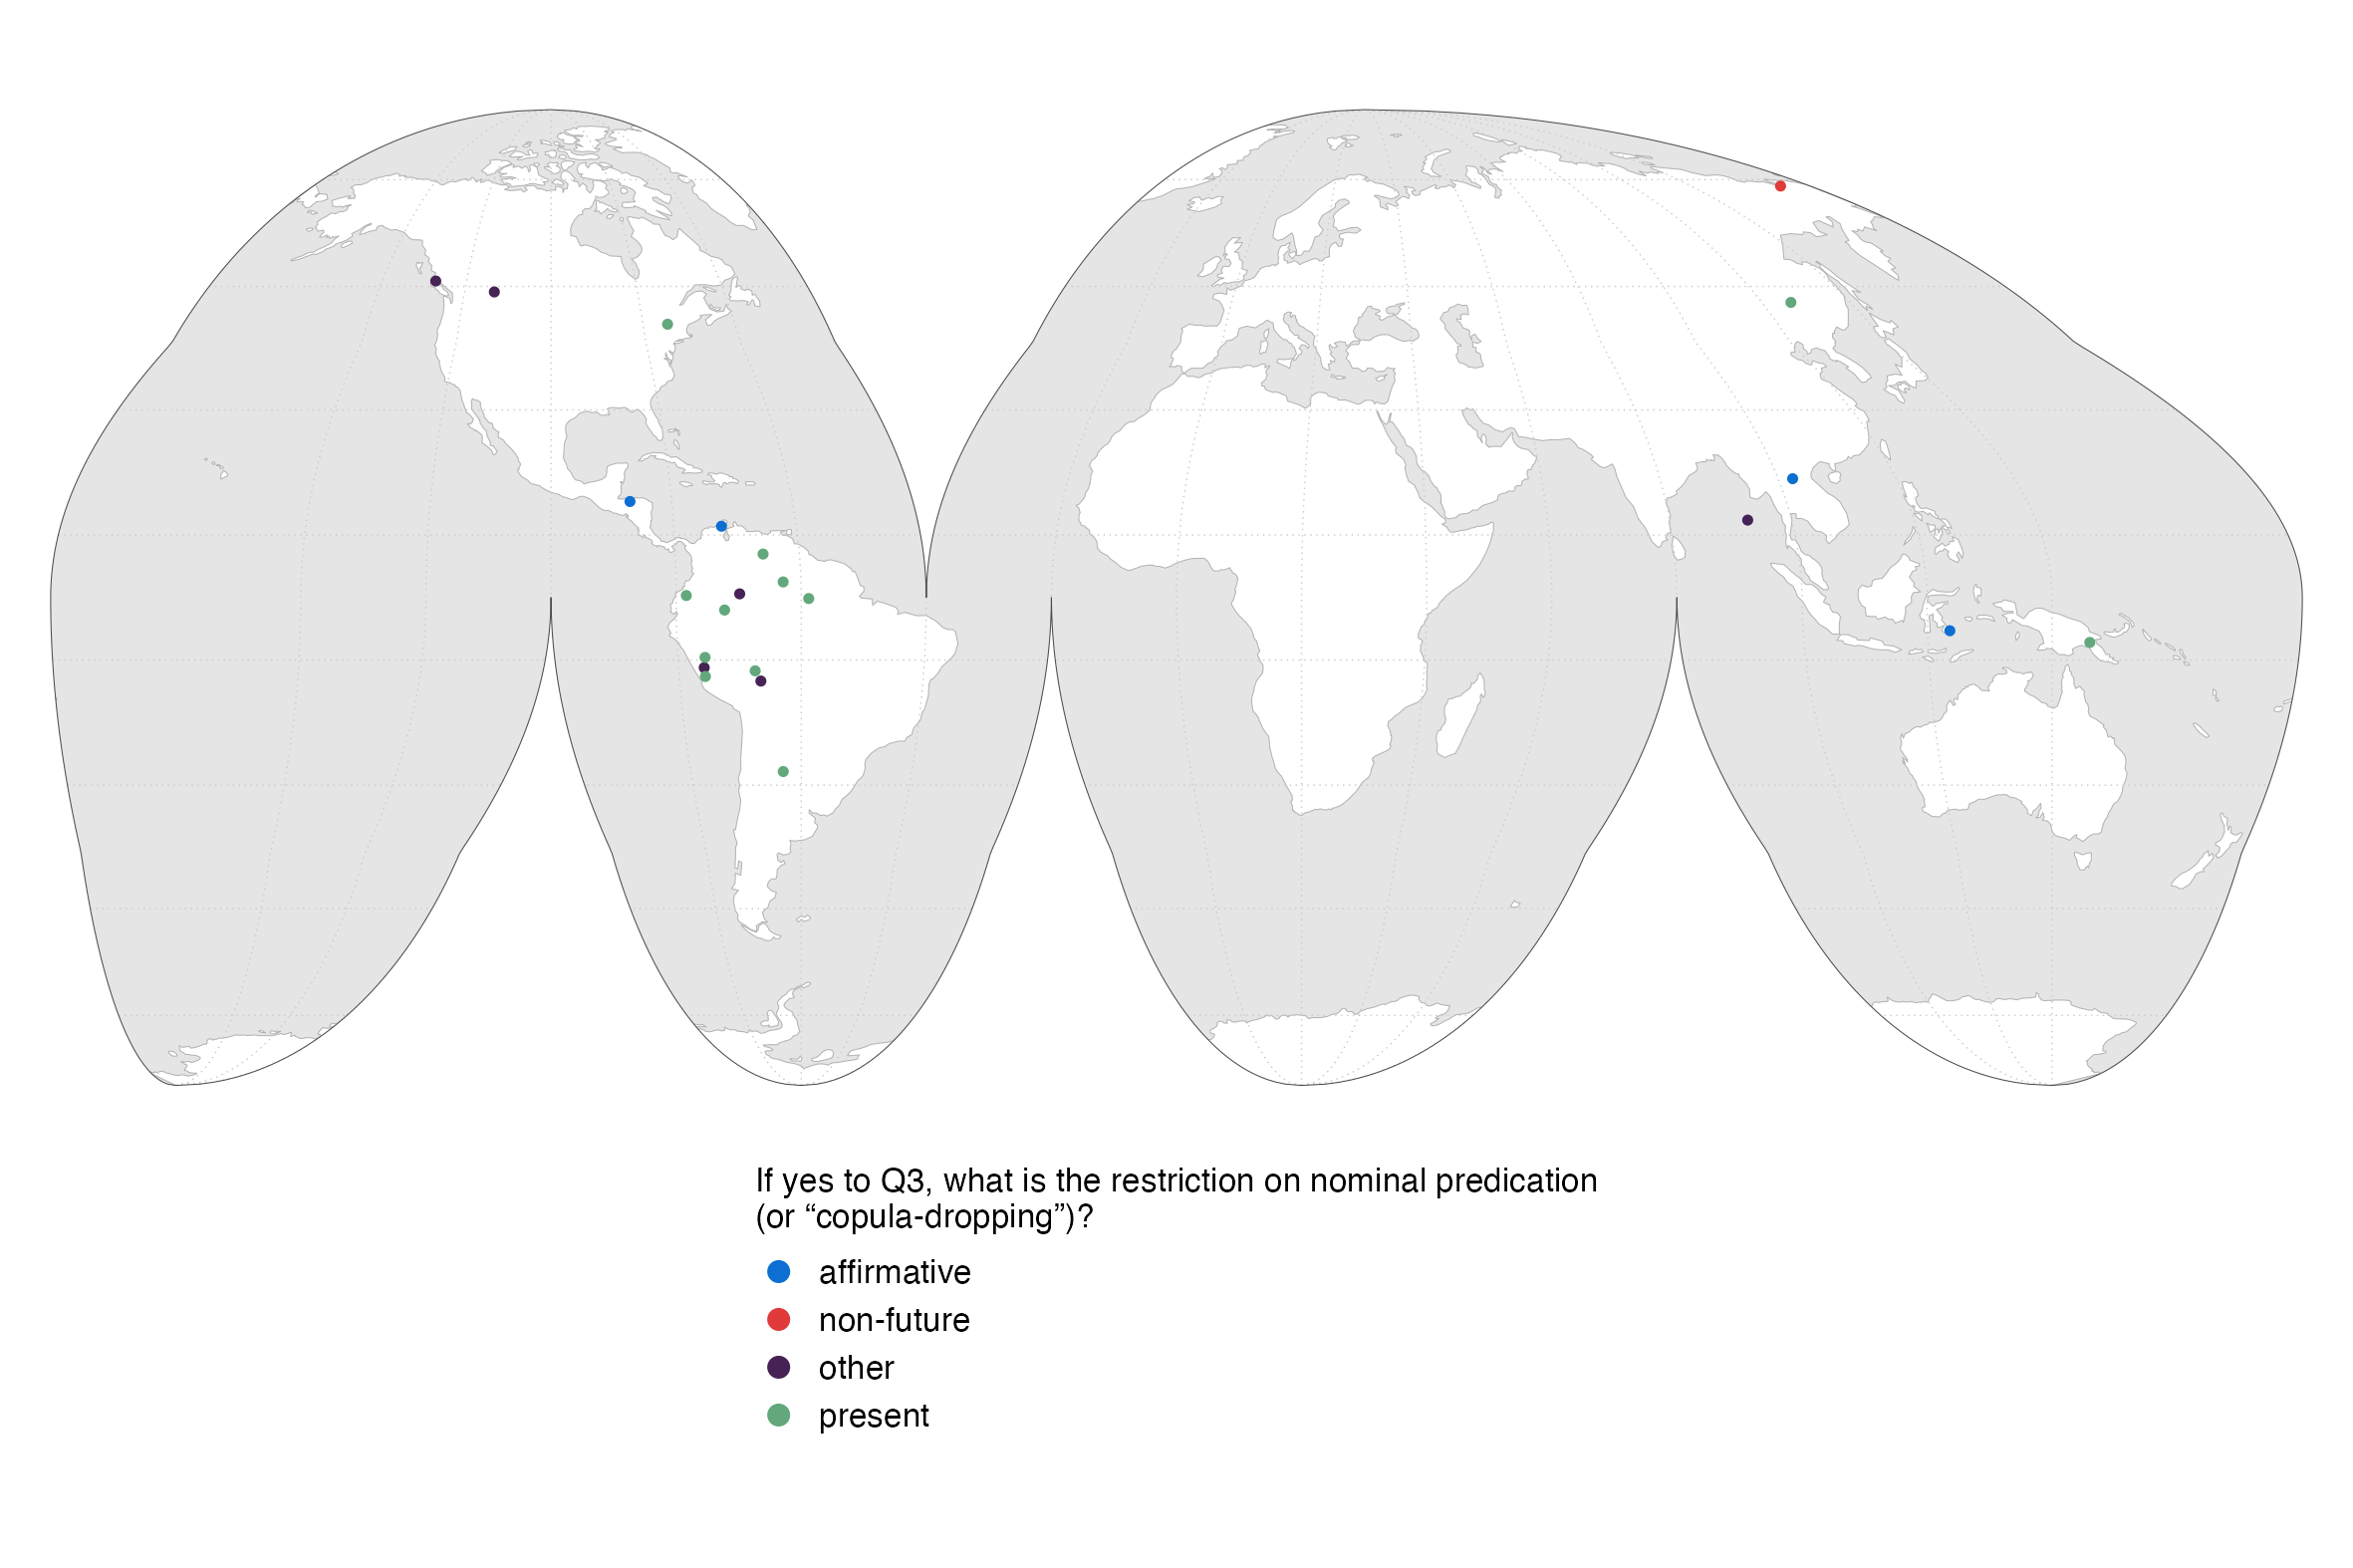 If yes to Q3, what is the restriction on nominal predication
(or “copula-dropping”)?
affirmative
non-future
other
present